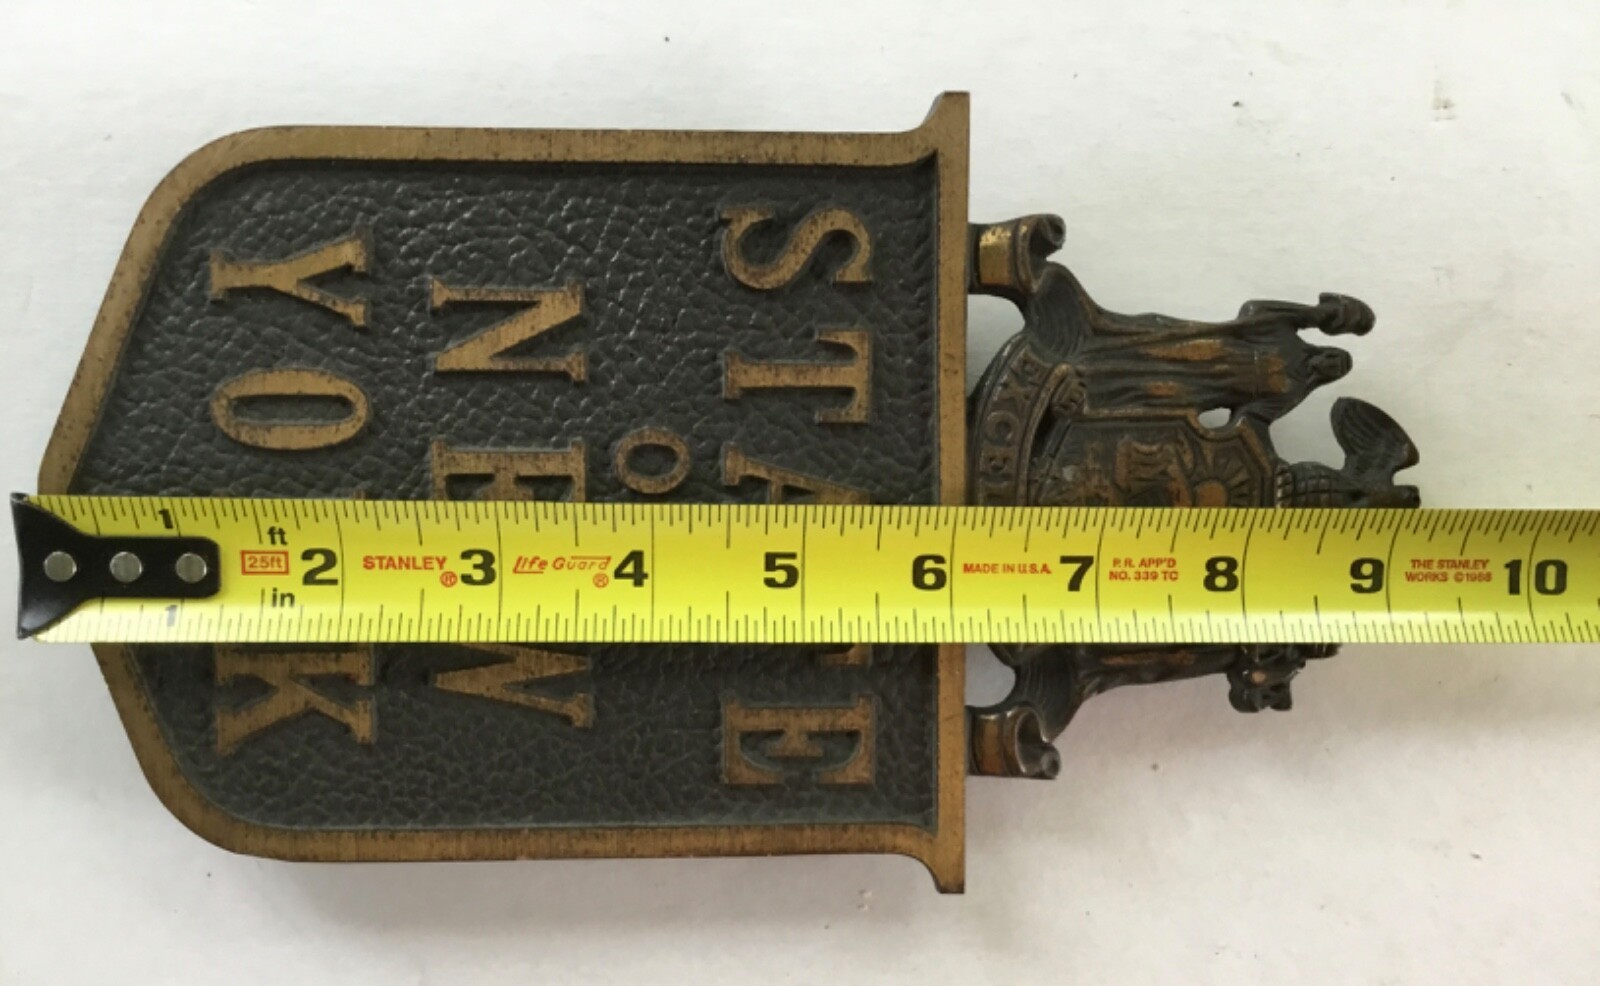 STATE
O
NEW
YORK
EXCEL
1 ft 2 3 4 5 6 7 8 9 10
25ft STANLEY ® Life Guard ® MADE IN U.S.A. P.R. APP'D THE STANLEY
NO. 339 TC WORKS ©1988
1 in